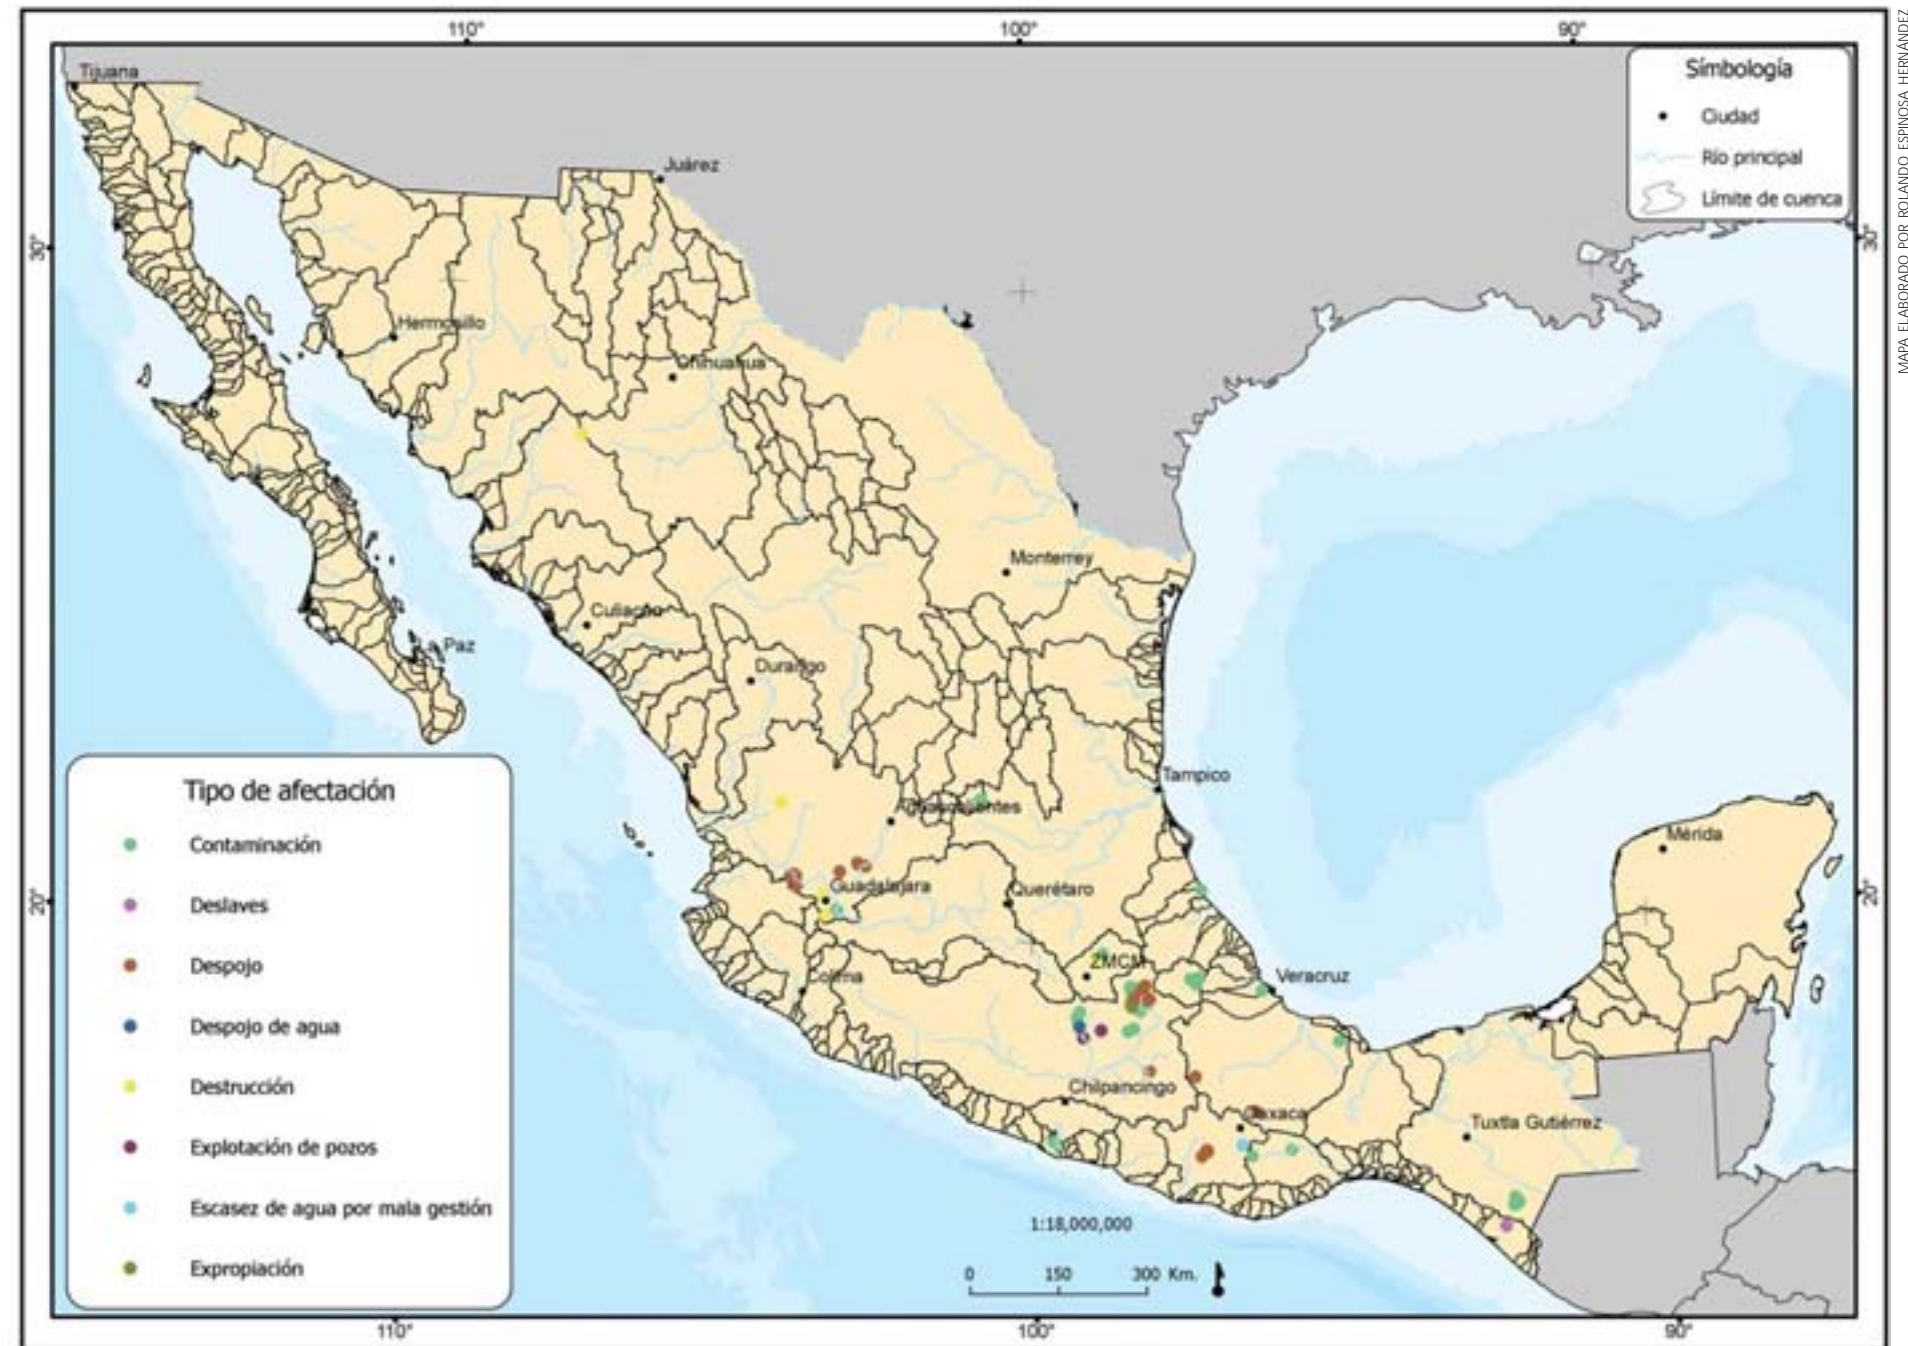 110°
100°
90°
MAPA ELABORADO POR ROLANDO ESPINOSA HERNÁNDEZ
Tijuana
Símbología
Ciudad
Río principal
Límite de cuenca
Juárez
30°
30°
Hermosillo
Chihuahua
Monterrey
Culiacán
La Paz
Durango
Tampico
Aguascalientes
Mérida
Guadalajara
Querétaro
20°
20°
ZMCM
Colima
Veracruz
Chilpancingo
Oaxaca
Tuxtla Gutiérrez
Tipo de afectación
Contaminación
Deslaves
Despojo
Despojo de agua
Destrucción
Explotación de pozos
Escasez de agua por mala gestión
Expropiación
1:18,000,000
0 150 300 Km.
110°
100°
90°